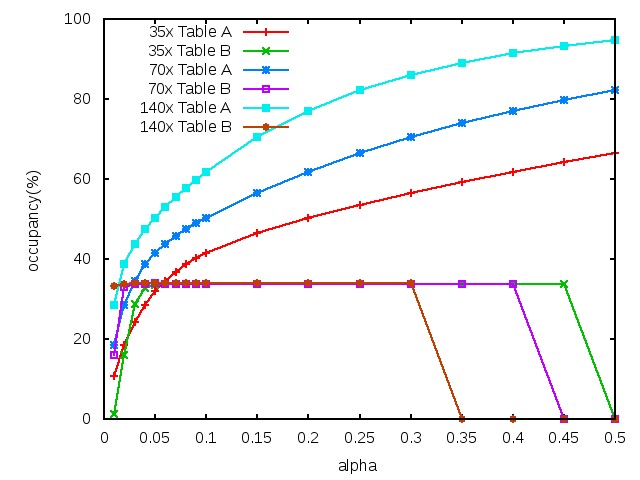 100
80
60
40
20
0
occupancy(%)
35x Table A
35x Table B
70x Table A
70x Table B
140x Table A
140x Table B
0 0.05 0.1 0.15 0.2 0.25 0.3 0.35 0.4 0.45 0.5
alpha